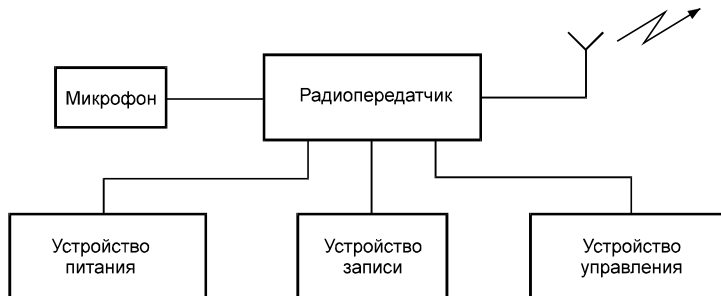 Микрофон
Радиопередатчик
Устройство
питания
Устройство
записи
Устройство
управления